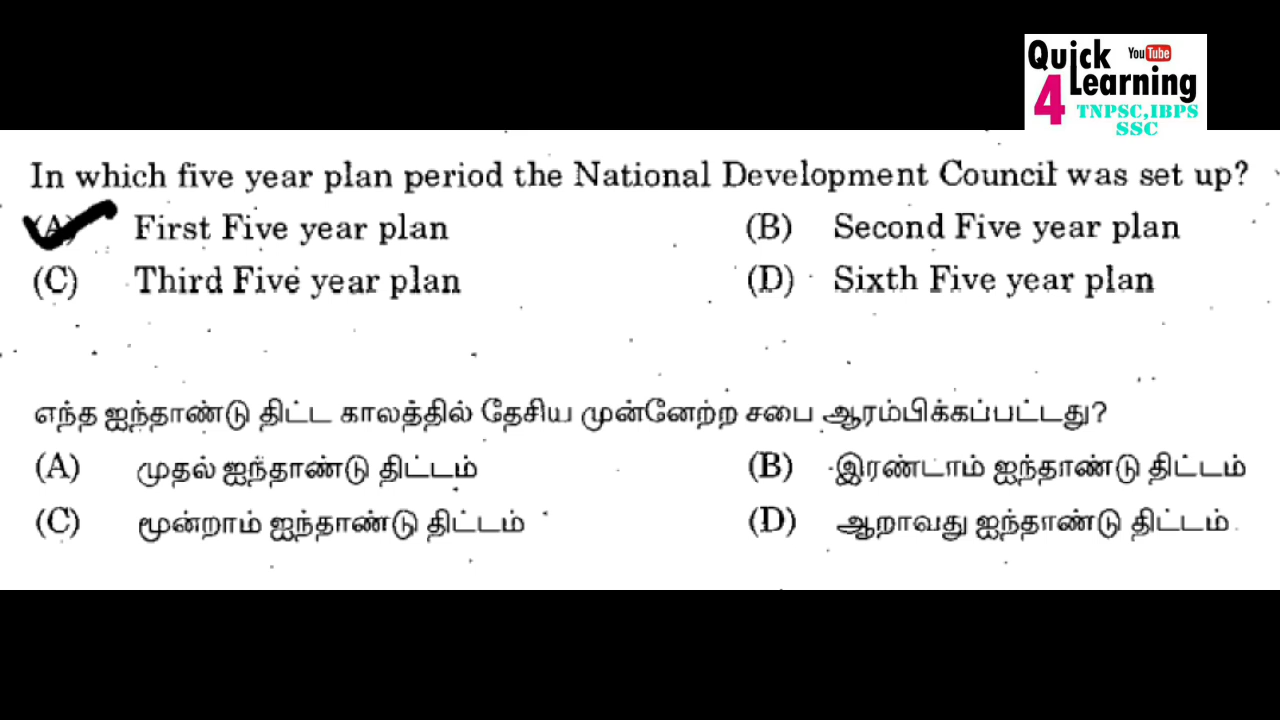 Quick YouTube
4 Learning
TNPSC,IBPS
SSC
In which five year plan period the National Development Council was set up?
(A) First Five year plan (B) Second Five year plan
(C) Third Five year plan (D) Sixth Five year plan
எந்த ஐந்தாண்டு திட்ட காலத்தில் தேசிய முன்னேற்ற சபை ஆரம்பிக்கப்பட்டது?
(A) முதல் ஐந்தாண்டு திட்டம் (B) இரண்டாம் ஐந்தாண்டு திட்டம்
(C) மூன்றாம் ஐந்தாண்டு திட்டம் (D) ஆறாவது ஐந்தாண்டு திட்டம்